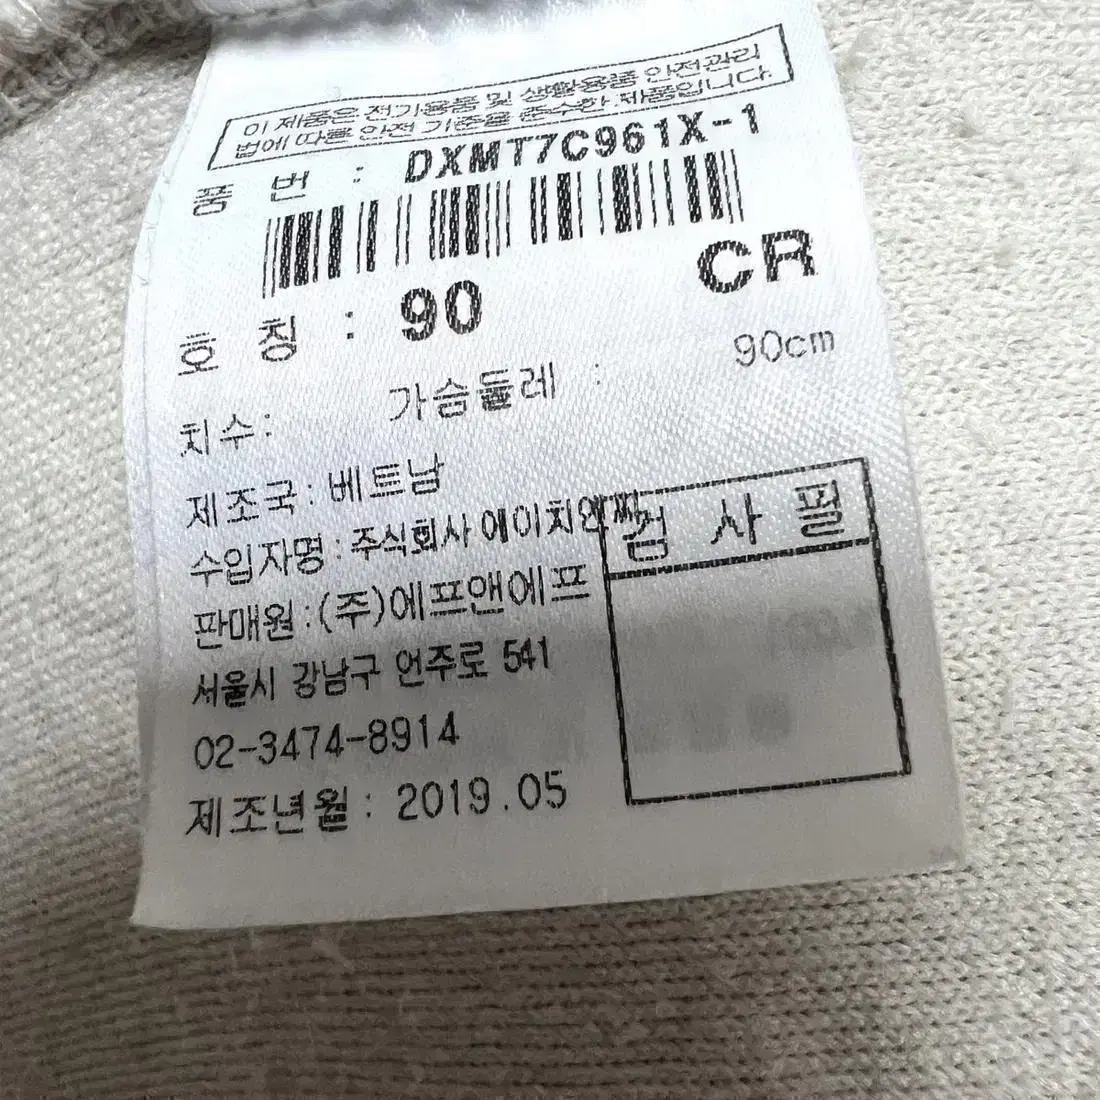 이 제품은 전기용품 및 생활용품 안전관리
법에 따른 안전 기준을 준수한 제품입니다.
품 번 : DXMT7C961X-1
호 칭 : 90 CR
치수: 가슴둘레 : 90cm
제조국: 베트남
수입자명: 주식회사 에이치앤찌
검 사 필
판매원:(주)에프앤에프
서울시 강남구 언주로 541
02-3474-8914
제조년월: 2019.05